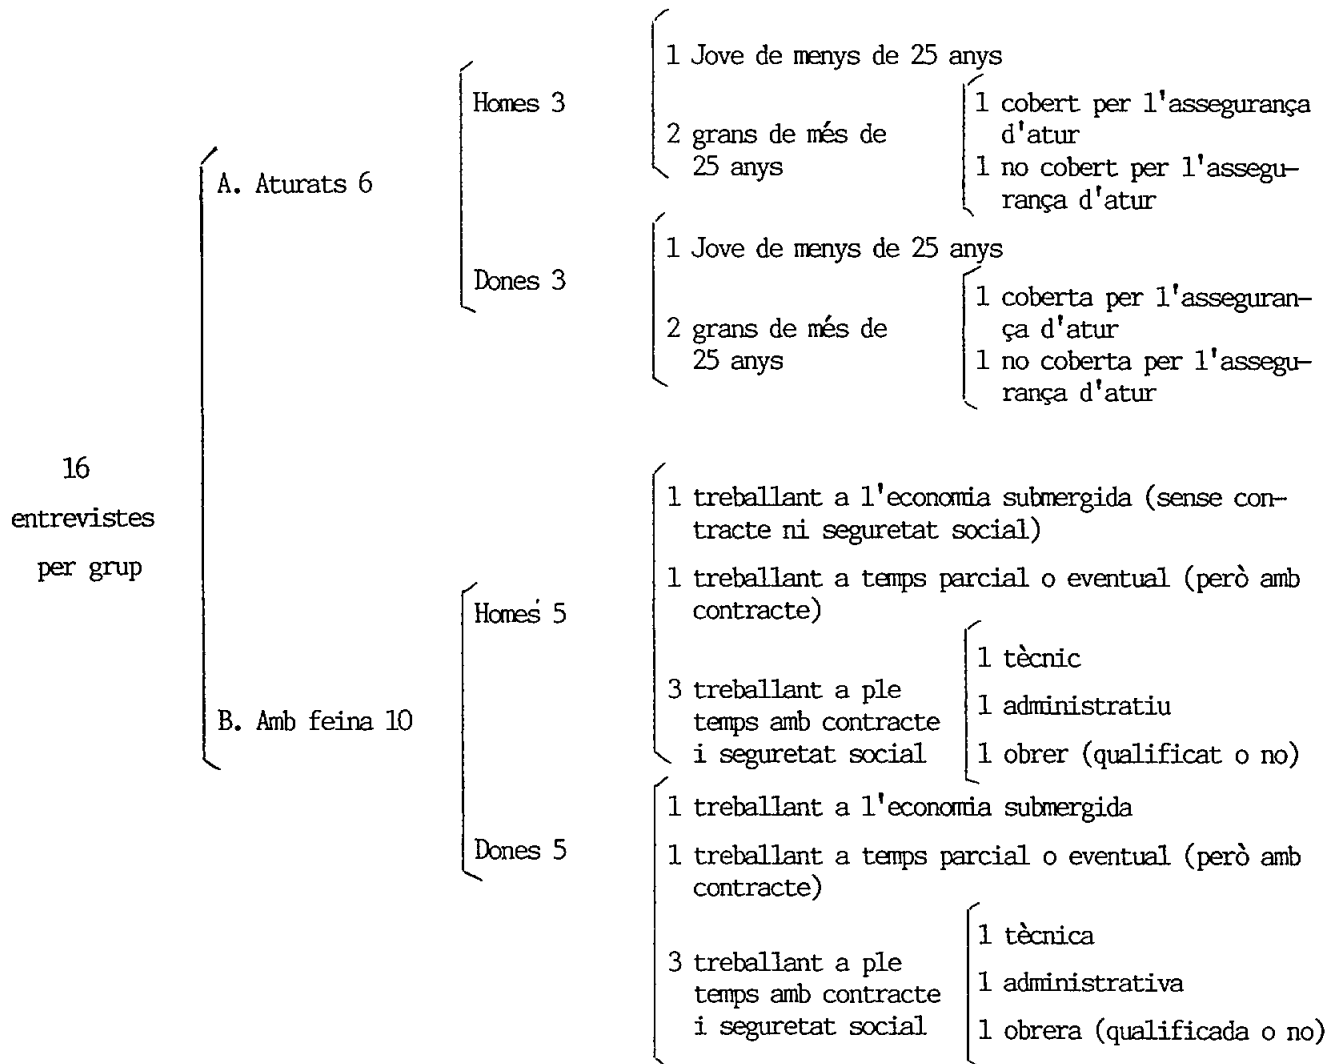 16
entrevistes
per grup
A. Aturats 6
Homes 3
1 Jove de menys de 25 anys
2 grans de més de
25 anys
1 cobert per l'assegurança
d'atur
1 no cobert per l'assegu-
rança d'atur
Dones 3
1 Jove de menys de 25 anys
2 grans de més de
25 anys
1 coberta per l'asseguran-
ça d'atur
1 no coberta per l'assegu-
rança d'atur
B. Amb feina 10
Homes 5
1 treballant a l'economia submergida (sense con-
tracte ni seguretat social)
1 treballant a temps parcial o eventual (però amb
contracte)
3 treballant a ple
temps amb contracte
i seguretat social
1 tècnic
1 administratiu
1 obrer (qualificat o no)
Dones 5
1 treballant a l'economia submergida
1 treballant a temps parcial o eventual (però amb
contracte)
3 treballant a ple
temps amb contracte
i seguretat social
1 tècnica
1 administrativa
1 obrera (qualificada o no)